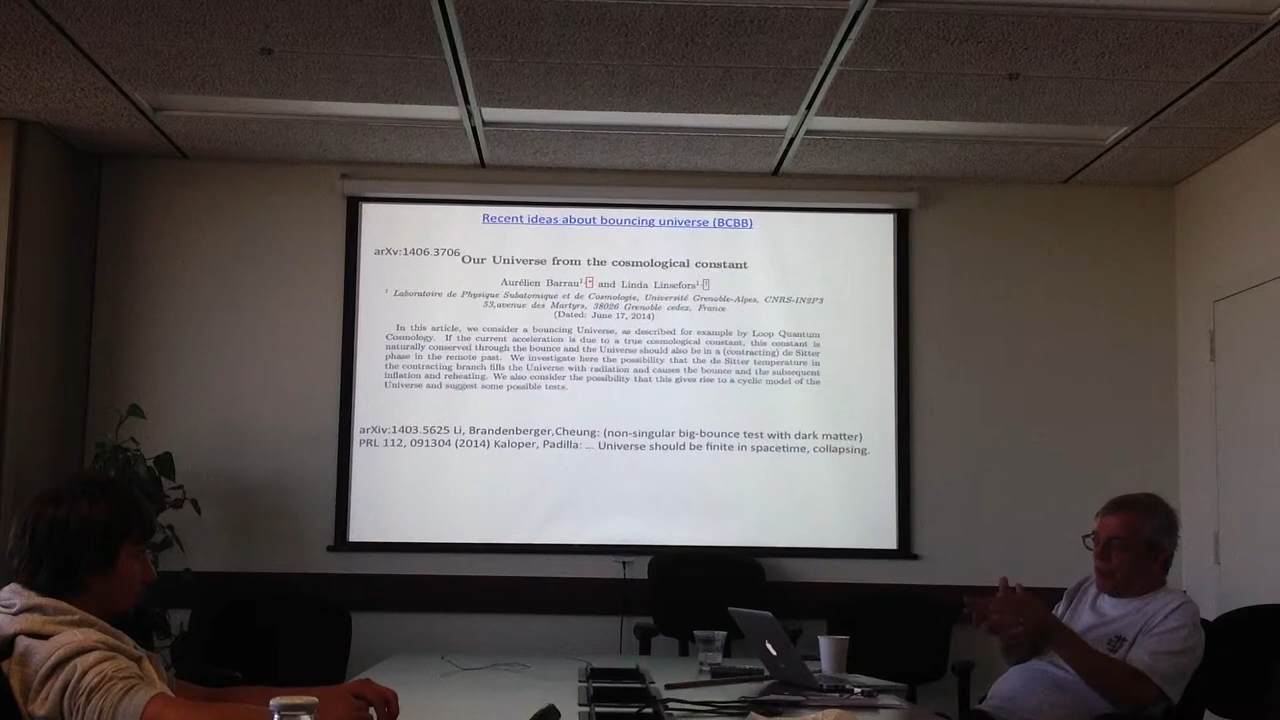 Recent ideas about bouncing universe (BCBB)
arXv:1406.3706
Our Universe from the cosmological constant
Aurélien Barrau¹,* and Linda Linsefors¹,†
¹ Laboratoire de Physique Subatomique et de Cosmologie, Université Grenoble-Alpes, CNRS-IN2P3
53,avenue des Martyrs, 38026 Grenoble cedex, France
(Dated: June 17, 2014)
In this article, we consider a bouncing Universe, as described for example by Loop Quantum
Cosmology. If the current acceleration is due to a true cosmological constant, this constant is
naturally conserved through the bounce and the Universe should also be in a (contracting) de Sitter
phase in the remote past. We investigate here the possibility that the de Sitter temperature in
the contracting branch fills the Universe with radiation and causes the bounce and the subsequent
inflation and reheating. We also consider the possibility that this gives rise to a cyclic model of the
Universe and suggest some possible tests.
arXiv:1403.5625 Li, Brandenberger,Cheung: (non-singular big-bounce test with dark matter)
PRL 112, 091304 (2014) Kaloper, Padilla: ... Universe should be finite in spacetime, collapsing.